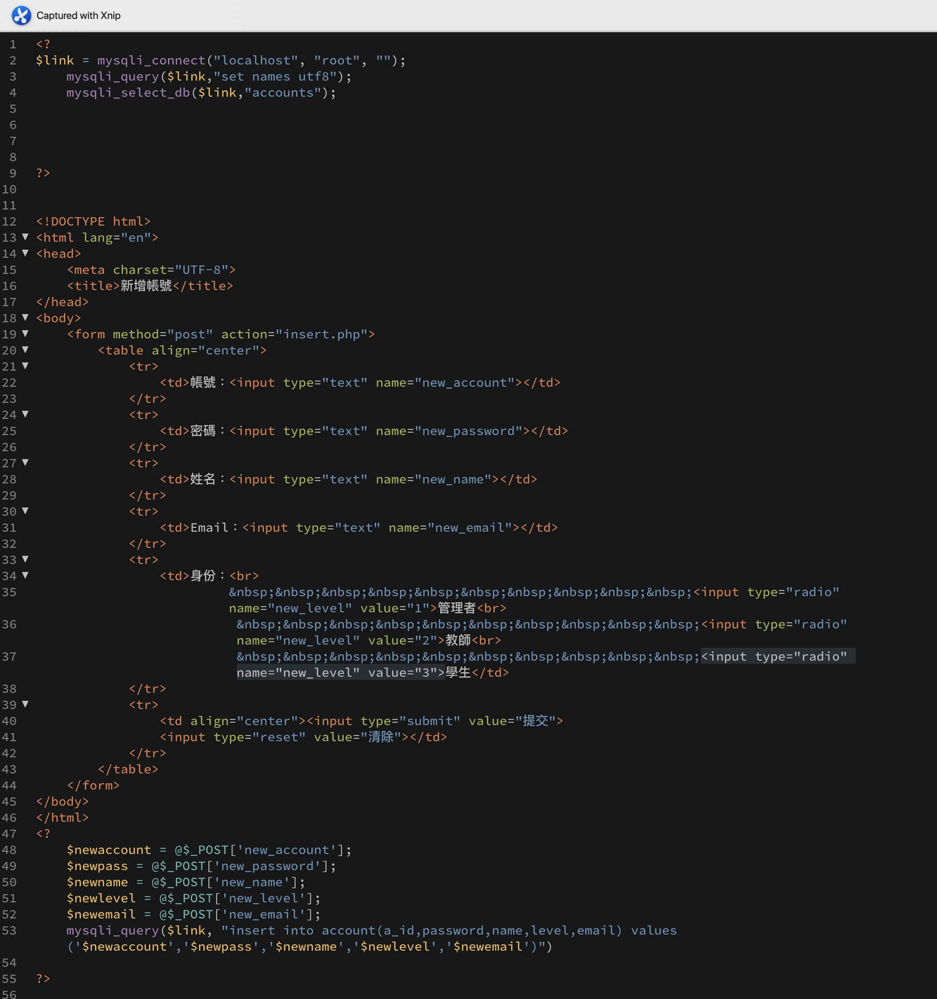 Captured with Xnip
1 <?
2 $link = mysqli_connect("localhost", "root", "");
3     mysqli_query($link,"set names utf8");
4     mysqli_select_db($link,"accounts");
5
6
7
8
9 ?>
10
11
12 <!DOCTYPE html>
13 ▼ <html lang="en">
14 ▼ <head>
15     <meta charset="UTF-8">
16     <title>新增帳號</title>
17 </head>
18 ▼ <body>
19 ▼     <form method="post" action="insert.php">
20 ▼         <table align="center">
21 ▼             <tr>
22                 <td>帳號：<input type="text" name="new_account"></td>
23             </tr>
24 ▼             <tr>
25                 <td>密碼：<input type="text" name="new_password"></td>
26             </tr>
27 ▼             <tr>
28                 <td>姓名：<input type="text" name="new_name"></td>
29             </tr>
30 ▼             <tr>
31                 <td>Email：<input type="text" name="new_email"></td>
32             </tr>
33 ▼             <tr>
34 ▼                 <td>身份：<br>
35                          &nbsp;&nbsp;&nbsp;&nbsp;&nbsp;&nbsp;&nbsp;&nbsp;&nbsp;&nbsp;<input type="radio"
                         name="new_level" value="1">管理者<br>
36                           &nbsp;&nbsp;&nbsp;&nbsp;&nbsp;&nbsp;&nbsp;&nbsp;&nbsp;&nbsp;<input type="radio"
                          name="new_level" value="2">教師<br>
37                           &nbsp;&nbsp;&nbsp;&nbsp;&nbsp;&nbsp;&nbsp;&nbsp;&nbsp;&nbsp;<input type="radio"
                          name="new_level" value="3">學生</td>
38             </tr>
39 ▼             <tr>
40                 <td align="center"><input type="submit" value="提交">
41                 <input type="reset" value="清除"></td>
42             </tr>
43         </table>
44     </form>
45 </body>
46 </html>
47 <?
48     $newaccount = @$_POST['new_account'];
49     $newpass = @$_POST['new_password'];
50     $newname = @$_POST['new_name'];
51     $newlevel = @$_POST['new_level'];
52     $newemail = @$_POST['new_email'];
53     mysqli_query($link, "insert into account(a_id,password,name,level,email) values
    ('$newaccount','$newpass','$newname','$newlevel','$newemail')")
54
55 ?>
56